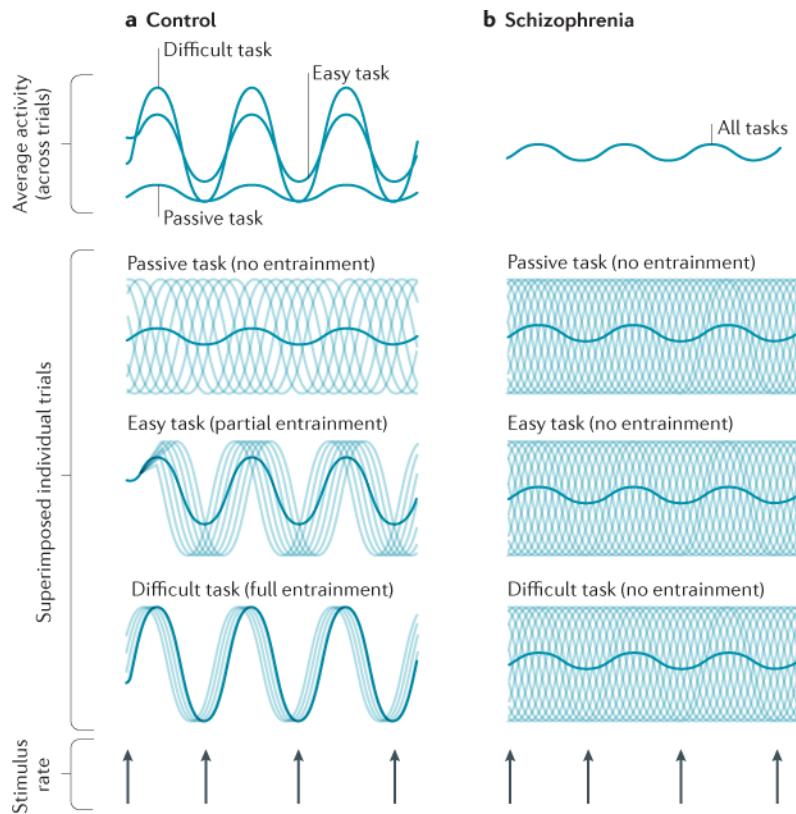 a Control
b Schizophrenia
Average activity
(across trials)
Difficult task
Easy task
Passive task
All tasks
Superimposed individual trials
Passive task (no entrainment)
Passive task (no entrainment)
Easy task (partial entrainment)
Easy task (no entrainment)
Difficult task (full entrainment)
Difficult task (no entrainment)
Stimulus
rate